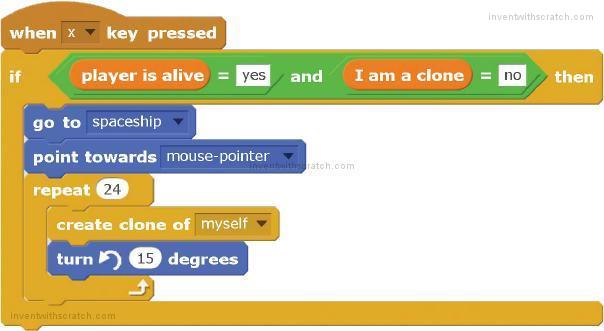 inventwithscratch.com
when x key pressed
if player is alive = yes and I am a clone = no then
go to spaceship
point towards mouse-pointer
inventwithscratch.com
repeat 24
create clone of myself
turn 15 degrees
inventwithscratch.com